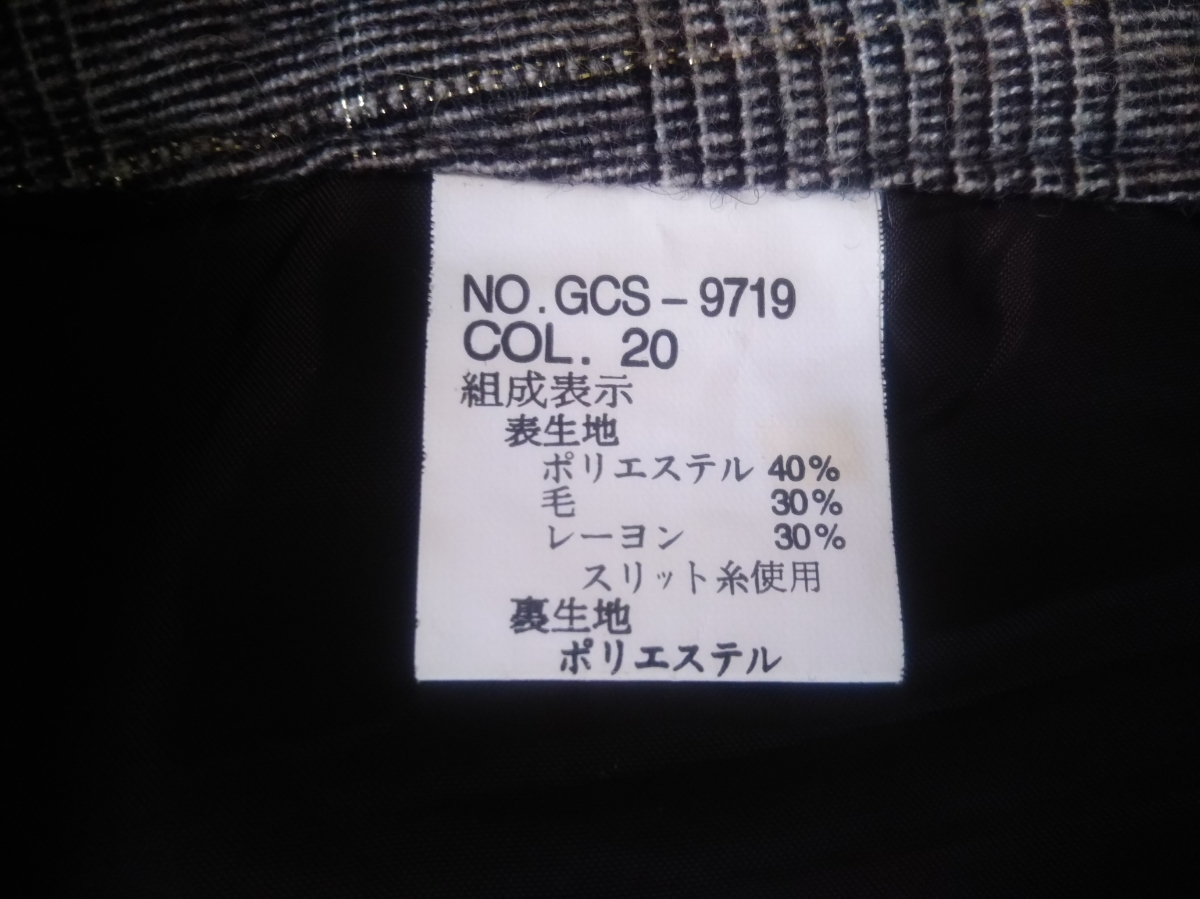 NO.GCS-9719
COL. 20
組成表示
表生地
ポリエステル 40%
毛 30%
レーヨン 30%
スリット糸使用
裏生地
ポリエステル